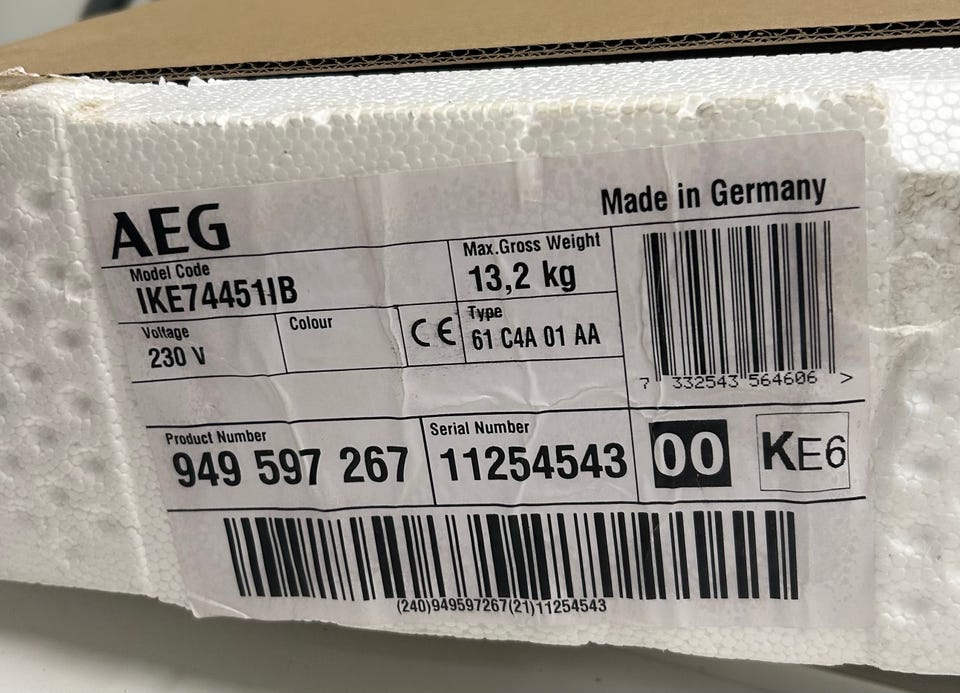 AEG
Made in Germany
Model Code
IKE74451IB
Max.Gross Weight
13,2 kg
Voltage
230 V
Colour
CE
Type
61 C4A 01 AA
7 332543 564606 >
Product Number
949 597 267
Serial Number
11254543
00
KE6
(240)949597267(21)11254543